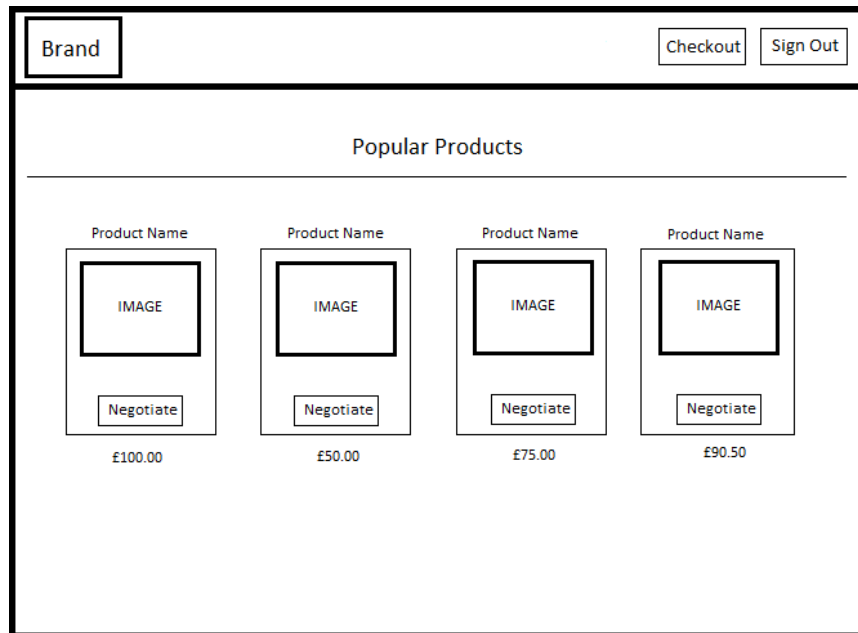 Brand
Checkout
Sign Out
Popular Products
Product Name
Product Name
Product Name
Product Name
IMAGE
IMAGE
IMAGE
IMAGE
Negotiate
Negotiate
Negotiate
Negotiate
£100.00
£50.00
£75.00
£90.50